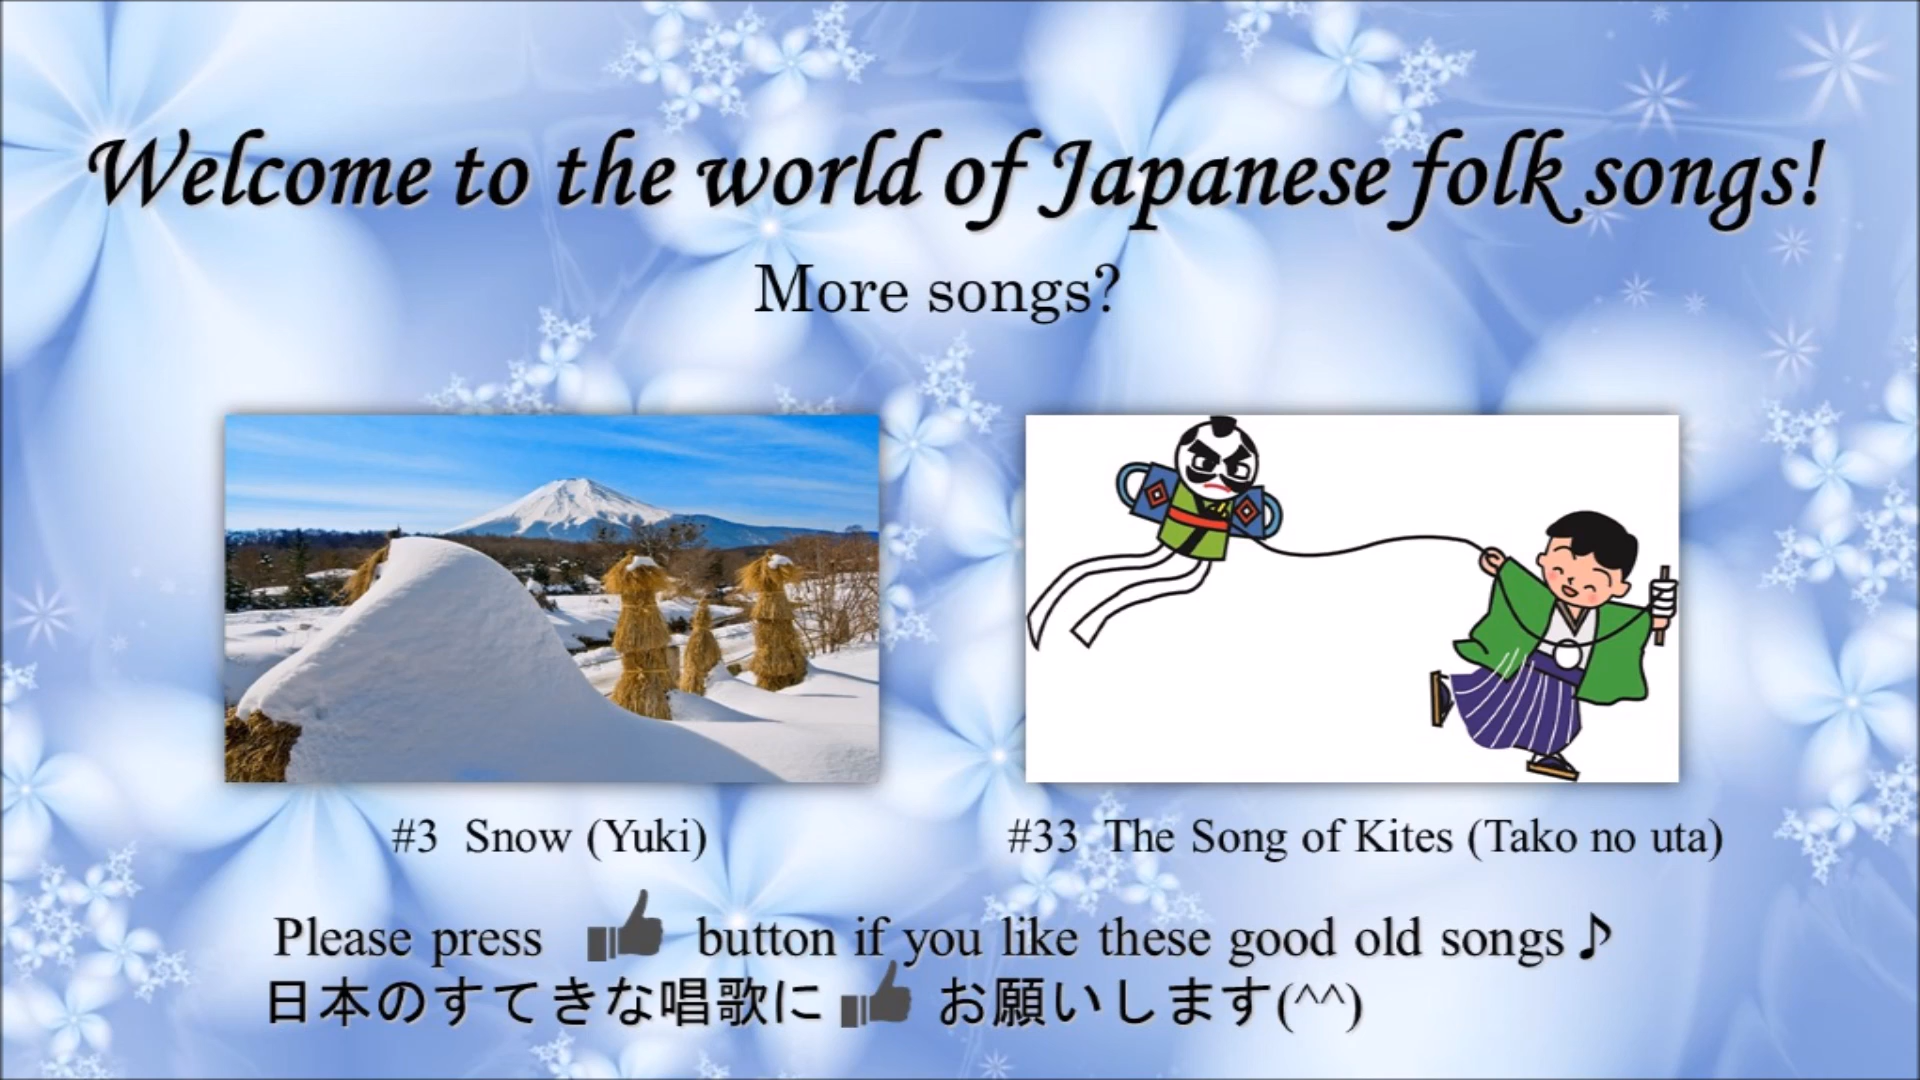 Welcome to the world of Japanese folk songs!
More songs?
#3 Snow (Yuki)
#33 The Song of Kites (Tako no uta)
Please press button if you like these good old songs♪
日本のすてきな唱歌に お願いします(^^)